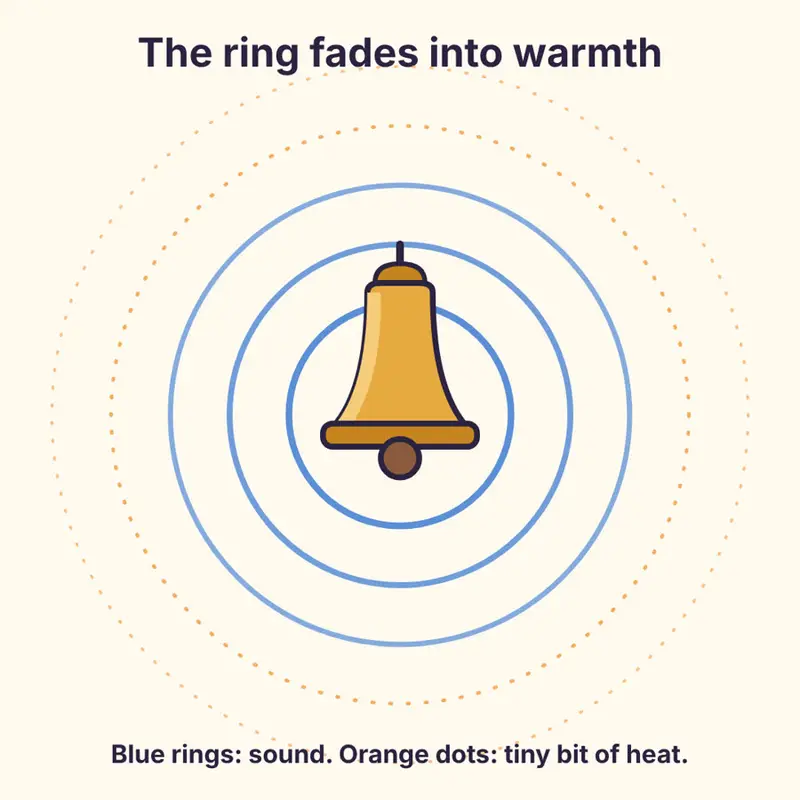 The ring fades into warmth
Blue rings: sound. Orange dots: tiny bit of heat.